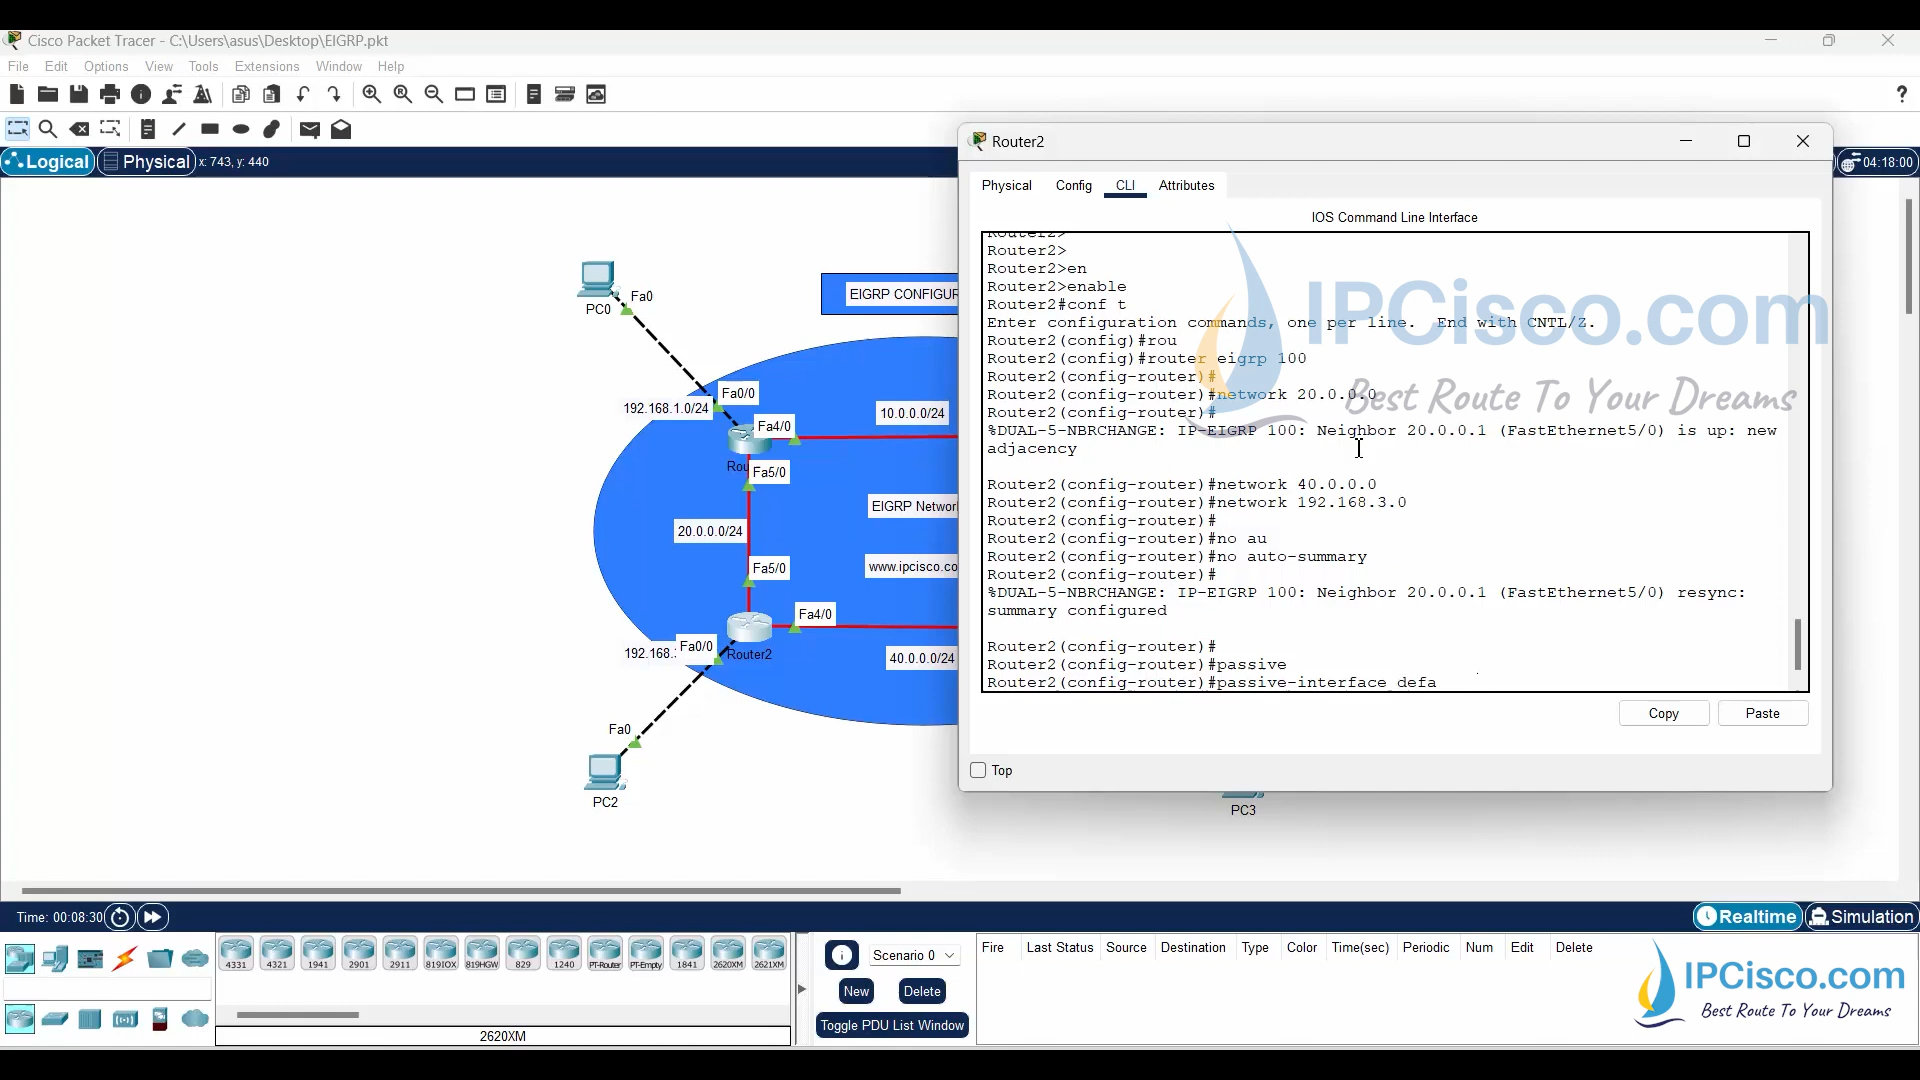 Cisco Packet Tracer - C:\Users\asus\Desktop\EIGRP.pkt
File Edit Options View Tools Extensions Window Help
?
Logical Physical x: 743, y: 440
04:18:00
Router2
Physical Config CLI Attributes
IOS Command Line Interface
Router2>
Router2>
Router2>en
Router2>enable
Router2#conf t
Enter configuration commands, one per line. End with CNTL/Z.
Router2(config)#rou
Router2(config)#router eigrp 100
Router2(config-router)#
Router2(config-router)#network 20.0.0.0
Router2(config-router)#
%DUAL-5-NBRCHANGE: IP-EIGRP 100: Neighbor 20.0.0.1 (FastEthernet5/0) is up: new
adjacency
Router2(config-router)#network 40.0.0.0
Router2(config-router)#network 192.168.3.0
Router2(config-router)#
Router2(config-router)#no au
Router2(config-router)#no auto-summary
Router2(config-router)#
%DUAL-5-NBRCHANGE: IP-EIGRP 100: Neighbor 20.0.0.1 (FastEthernet5/0) resync:
summary configured
Router2(config-router)#
Router2(config-router)#passive
Router2(config-router)#passive-interface defa
IPCisco.com
Best Route To Your Dreams
Copy Paste
Top
PC0
Fa0
EIGRP CONFIGUR
192.168.1.0/24
Fa0/0
Fa4/0
10.0.0.0/24
Rou
Fa5/0
EIGRP Networ
20.0.0.0/24
Fa5/0
www.ipcisco.co
Fa4/0
192.168.:
Fa0/0
Router2
40.0.0.0/24
Fa0
PC2
PC3
Time: 00:08:30
Realtime Simulation
4331 4321 1941 2901 2911 819IOX 819HGW 829 1240 PT-Router PT-Empty 1841 2620XM 2621XM
2620XM
Scenario 0
New Delete
Toggle PDU List Window
Fire Last Status Source Destination Type Color Time(sec) Periodic Num Edit Delete
IPCisco.com
Best Route To Your Dreams